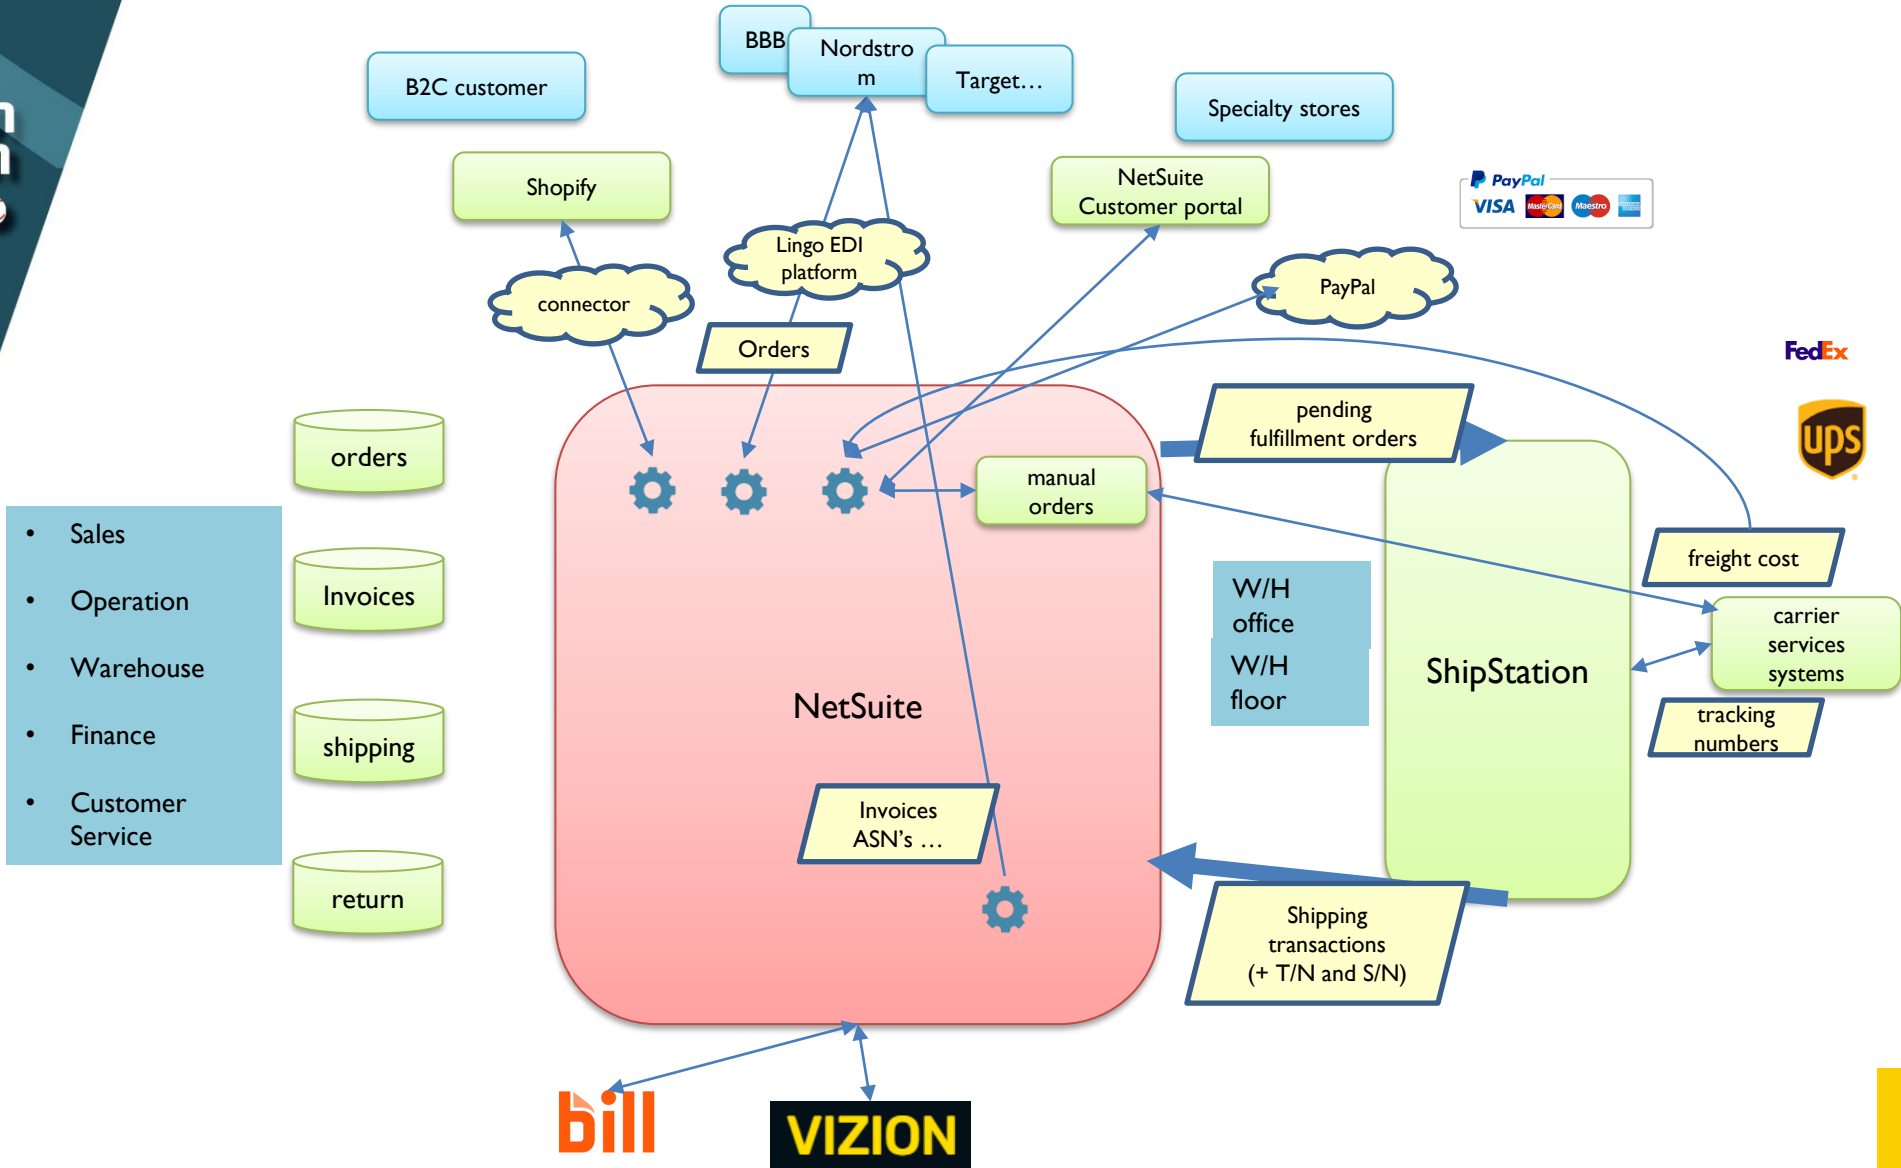 BBB
Nordstro
m
Target...
B2C customer
Specialty stores
Shopify
NetSuite
Customer portal
PayPal
VISA MasterCard Maestro
Lingo EDI
platform
connector
PayPal
Orders
FedEx
ups
pending
fulfillment orders
orders
manual
orders
• Sales
• Operation
• Warehouse
• Finance
• Customer
Service
Invoices
shipping
return
freight cost
W/H
office
W/H
floor
carrier
services
systems
ShipStation
NetSuite
tracking
numbers
Invoices
ASN's ...
Shipping
transactions
(+ T/N and S/N)
bill
VIZION